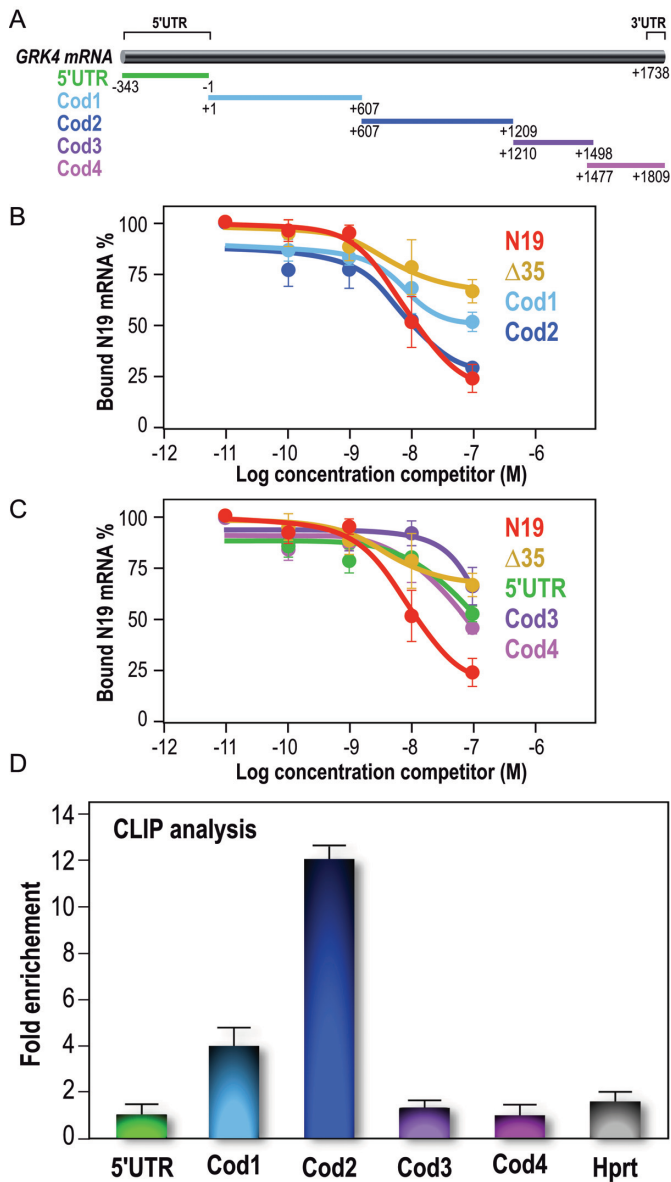 A
5'UTR 3'UTR
GRK4 mRNA
+1738
5'UTR
-343 -1
Cod1
+1 +607
Cod2
+607 +1209
Cod3
+1210 +1498
Cod4
+1477 +1809
B
Bound N19 mRNA %
100
75
50
25
0
N19
Δ35
Cod1
Cod2
-12 -11 -10 -9 -8 -7 -6
Log concentration competitor (M)
C
Bound N19 mRNA %
100
75
50
25
0
N19
Δ35
5'UTR
Cod3
Cod4
-12 -11 -10 -9 -8 -7 -6
Log concentration competitor (M)
D
CLIP analysis
Fold enrichement
14
12
10
8
6
4
2
0
5'UTR Cod1 Cod2 Cod3 Cod4 Hprt